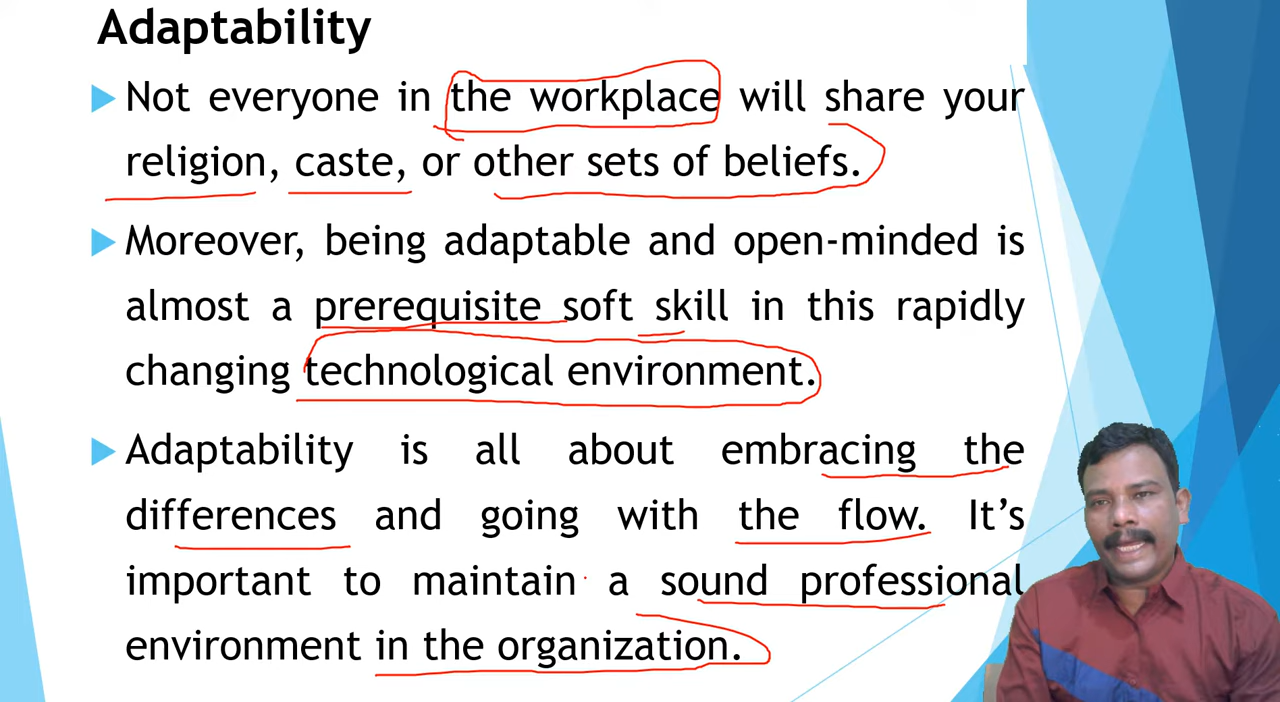 Adaptability
Not everyone in the workplace will share your
religion, caste, or other sets of beliefs.
Moreover, being adaptable and open-minded is
almost a prerequisite soft skill in this rapidly
changing technological environment.
Adaptability is all about embracing the
differences and going with the flow. It’s
important to maintain a sound professional
environment in the organization.